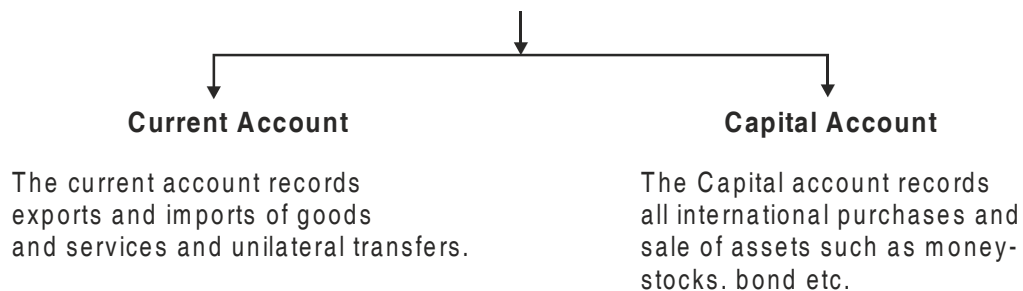 Current Account
Capital Account
The current account records
exports and imports of goods
and services and unilateral transfers.
The Capital account records
all international purchases and
sale of assets such as money-
stocks, bond etc.